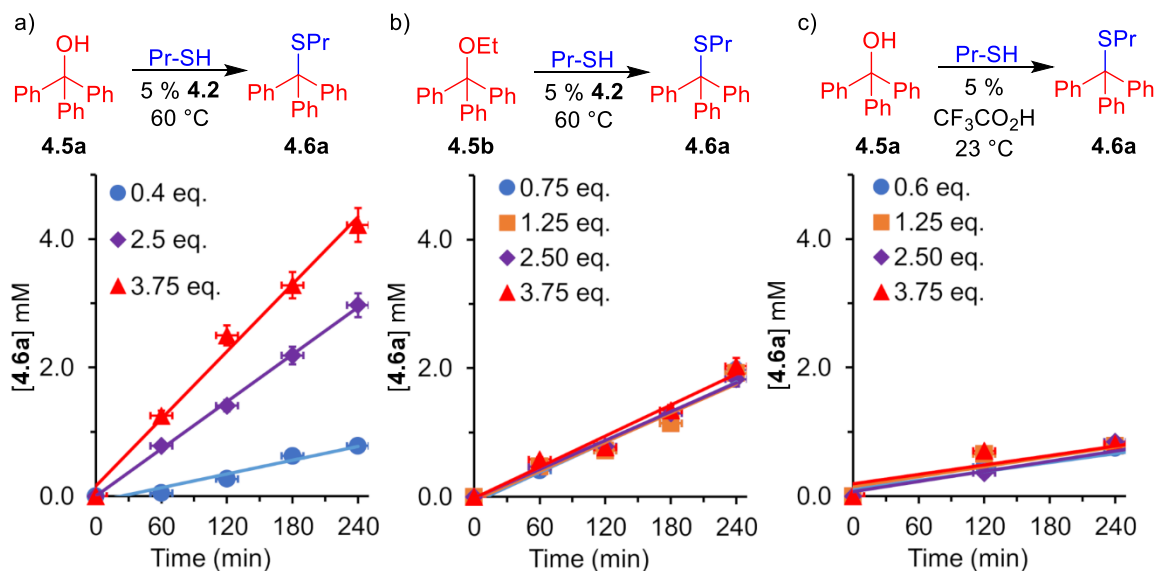 a)
OH
Ph
Ph
Ph
4.5a
Pr-SH
5 % 4.2
60 °C
SPr
Ph
Ph
Ph
4.6a
0.4 eq.
2.5 eq.
3.75 eq.
[4.6a] mM
4.0
2.0
0.0
0 60 120 180 240
Time (min)
b)
OEt
Ph
Ph
Ph
4.5b
Pr-SH
5 % 4.2
60 °C
SPr
Ph
Ph
Ph
4.6a
0.75 eq.
1.25 eq.
2.50 eq.
3.75 eq.
[4.6a] mM
4.0
2.0
0.0
0 60 120 180 240
Time (min)
c)
OH
Ph
Ph
Ph
4.5a
Pr-SH
5 %
CF3CO2H
23 °C
SPr
Ph
Ph
Ph
4.6a
0.6 eq.
1.25 eq.
2.50 eq.
3.75 eq.
[4.6a] mM
4.0
2.0
0.0
0 60 120 180 240
Time (min)